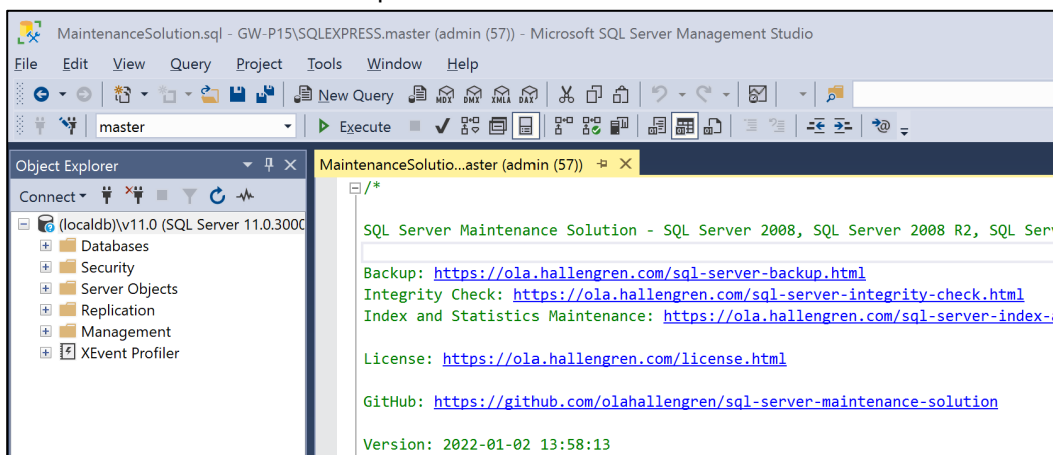 MaintenanceSolution.sql - GW-P15\SQLEXPRESS.master (admin (57)) - Microsoft SQL Server Management Studio
File Edit View Query Project Tools Window Help
New Query MDX DMX XMLA DAX
master Execute
Object Explorer
MaintenanceSolutio...aster (admin (57))
Connect
(localdb)\v11.0 (SQL Server 11.0.3000
Databases
Security
Server Objects
Replication
Management
XEvent Profiler
/*
SQL Server Maintenance Solution - SQL Server 2008, SQL Server 2008 R2, SQL Serv
Backup: https://ola.hallengren.com/sql-server-backup.html
Integrity Check: https://ola.hallengren.com/sql-server-integrity-check.html
Index and Statistics Maintenance: https://ola.hallengren.com/sql-server-index-a
License: https://ola.hallengren.com/license.html
GitHub: https://github.com/olahallengren/sql-server-maintenance-solution
Version: 2022-01-02 13:58:13